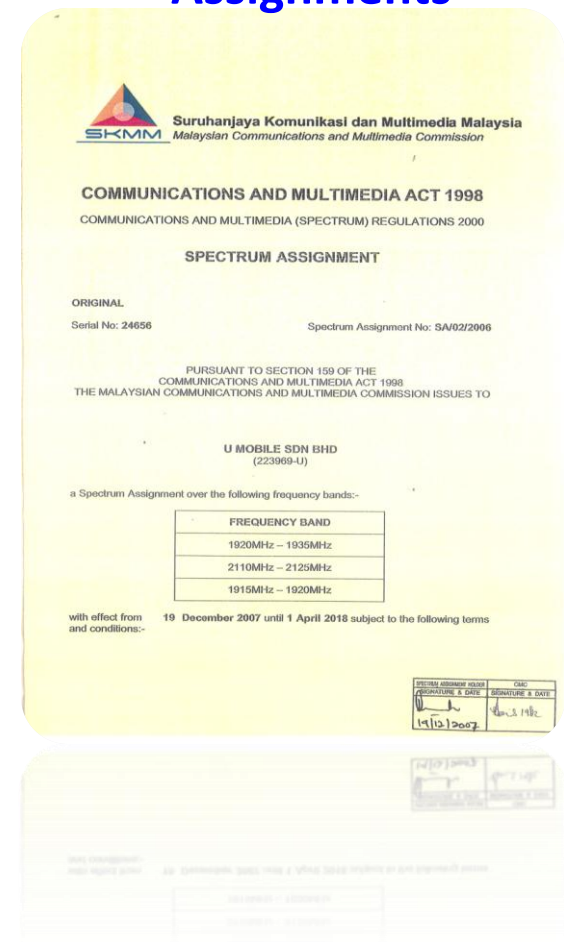 Assignments
SKMM
Suruhanjaya Komunikasi dan Multimedia Malaysia
Malaysian Communications and Multimedia Commission
COMMUNICATIONS AND MULTIMEDIA ACT 1998
COMMUNICATIONS AND MULTIMEDIA (SPECTRUM) REGULATIONS 2000
SPECTRUM ASSIGNMENT
ORIGINAL
Serial No: 24656 Spectrum Assignment No: SA/02/2006
PURSUANT TO SECTION 159 OF THE
COMMUNICATIONS AND MULTIMEDIA ACT 1998
THE MALAYSIAN COMMUNICATIONS AND MULTIMEDIA COMMISSION ISSUES TO
U MOBILE SDN BHD
(223969-U)
a Spectrum Assignment over the following frequency bands:-
FREQUENCY BAND
1920MHz – 1935MHz
2110MHz – 2125MHz
1915MHz – 1920MHz
with effect from 19 December 2007 until 1 April 2018 subject to the following terms
and conditions:-
SPECTRUM ASSIGNMENT HOLDER
SIGNATURE & DATE SIGNATURE & DATE
19/12/2007